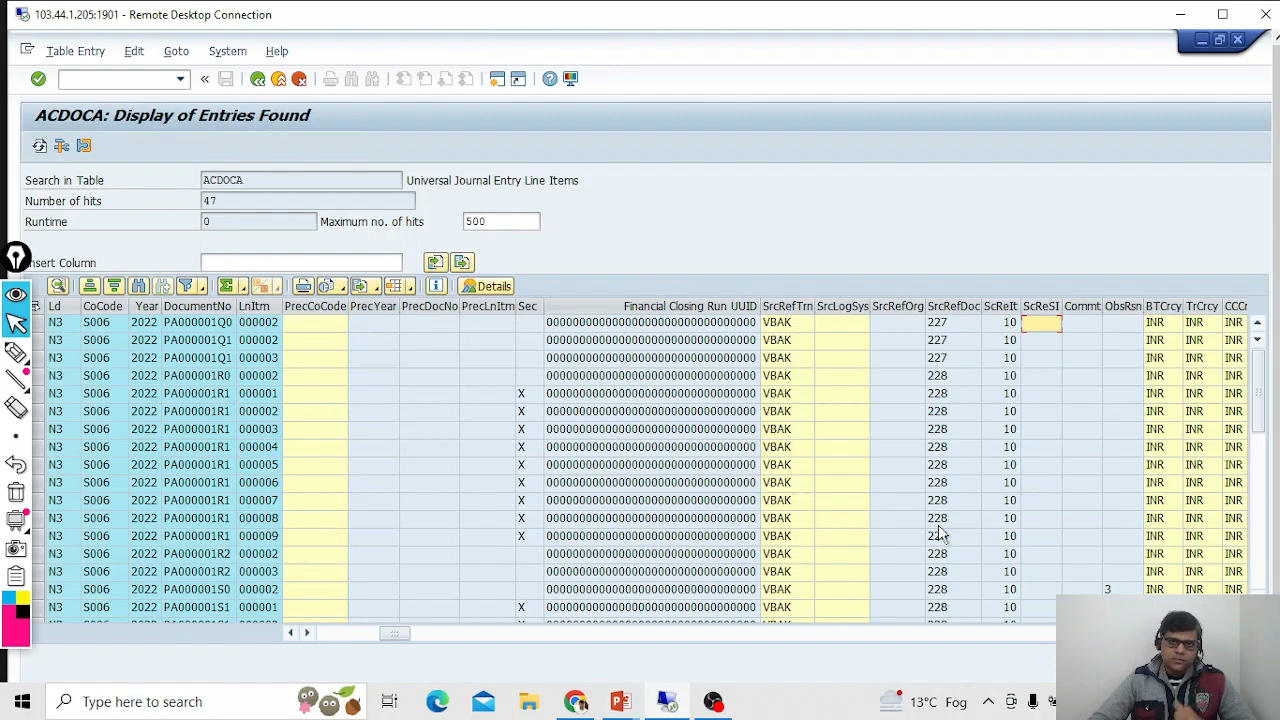 103.44.1.205:1901 - Remote Desktop Connection
Table Entry Edit Goto System Help
ACDOCA: Display of Entries Found
Search in Table ACDOCA Universal Journal Entry Line Items
Number of hits 47
Runtime 0 Maximum no. of hits 500
nsert Column
Details
Ld CoCode Year DocumentNo LnItm PrecCoCode PrecYear PrecDocNo PrecLnItm Sec Financial Closing Run UUID SrcRefTrn SrcLogSys SrcRefOrg SrcRefDoc ScReIt ScReSI Commt ObsRsn BTCrcy TrCrcy CCCr
N3 S006 2022 PA000001Q0 000002 00000000000000000000000000000000 VBAK 227 10 INR INR INR
N3 S006 2022 PA000001Q1 000002 00000000000000000000000000000000 VBAK 227 10 INR INR INR
N3 S006 2022 PA000001Q1 000003 00000000000000000000000000000000 VBAK 227 10 INR INR INR
N3 S006 2022 PA000001R0 000002 00000000000000000000000000000000 VBAK 228 10 INR INR INR
N3 S006 2022 PA000001R1 000001 X 00000000000000000000000000000000 VBAK 228 10 INR INR INR
N3 S006 2022 PA000001R1 000002 X 00000000000000000000000000000000 VBAK 228 10 INR INR INR
N3 S006 2022 PA000001R1 000003 X 00000000000000000000000000000000 VBAK 228 10 INR INR INR
N3 S006 2022 PA000001R1 000004 X 00000000000000000000000000000000 VBAK 228 10 INR INR INR
N3 S006 2022 PA000001R1 000005 X 00000000000000000000000000000000 VBAK 228 10 INR INR INR
N3 S006 2022 PA000001R1 000006 X 00000000000000000000000000000000 VBAK 228 10 INR INR INR
N3 S006 2022 PA000001R1 000007 X 00000000000000000000000000000000 VBAK 228 10 INR INR INR
N3 S006 2022 PA000001R1 000008 X 00000000000000000000000000000000 VBAK 228 10 INR INR INR
N3 S006 2022 PA000001R1 000009 X 00000000000000000000000000000000 VBAK 228 10 INR INR INR
N3 S006 2022 PA000001R2 000002 00000000000000000000000000000000 VBAK 228 10 INR INR INR
N3 S006 2022 PA000001R2 000003 00000000000000000000000000000000 VBAK 228 10 INR INR INR
N3 S006 2022 PA000001S0 000002 00000000000000000000000000000000 VBAK 228 10 3
N3 S006 2022 PA000001S1 000001 X 00000000000000000000000000000000 VBAK 228 10
Type here to search
13°C Fog